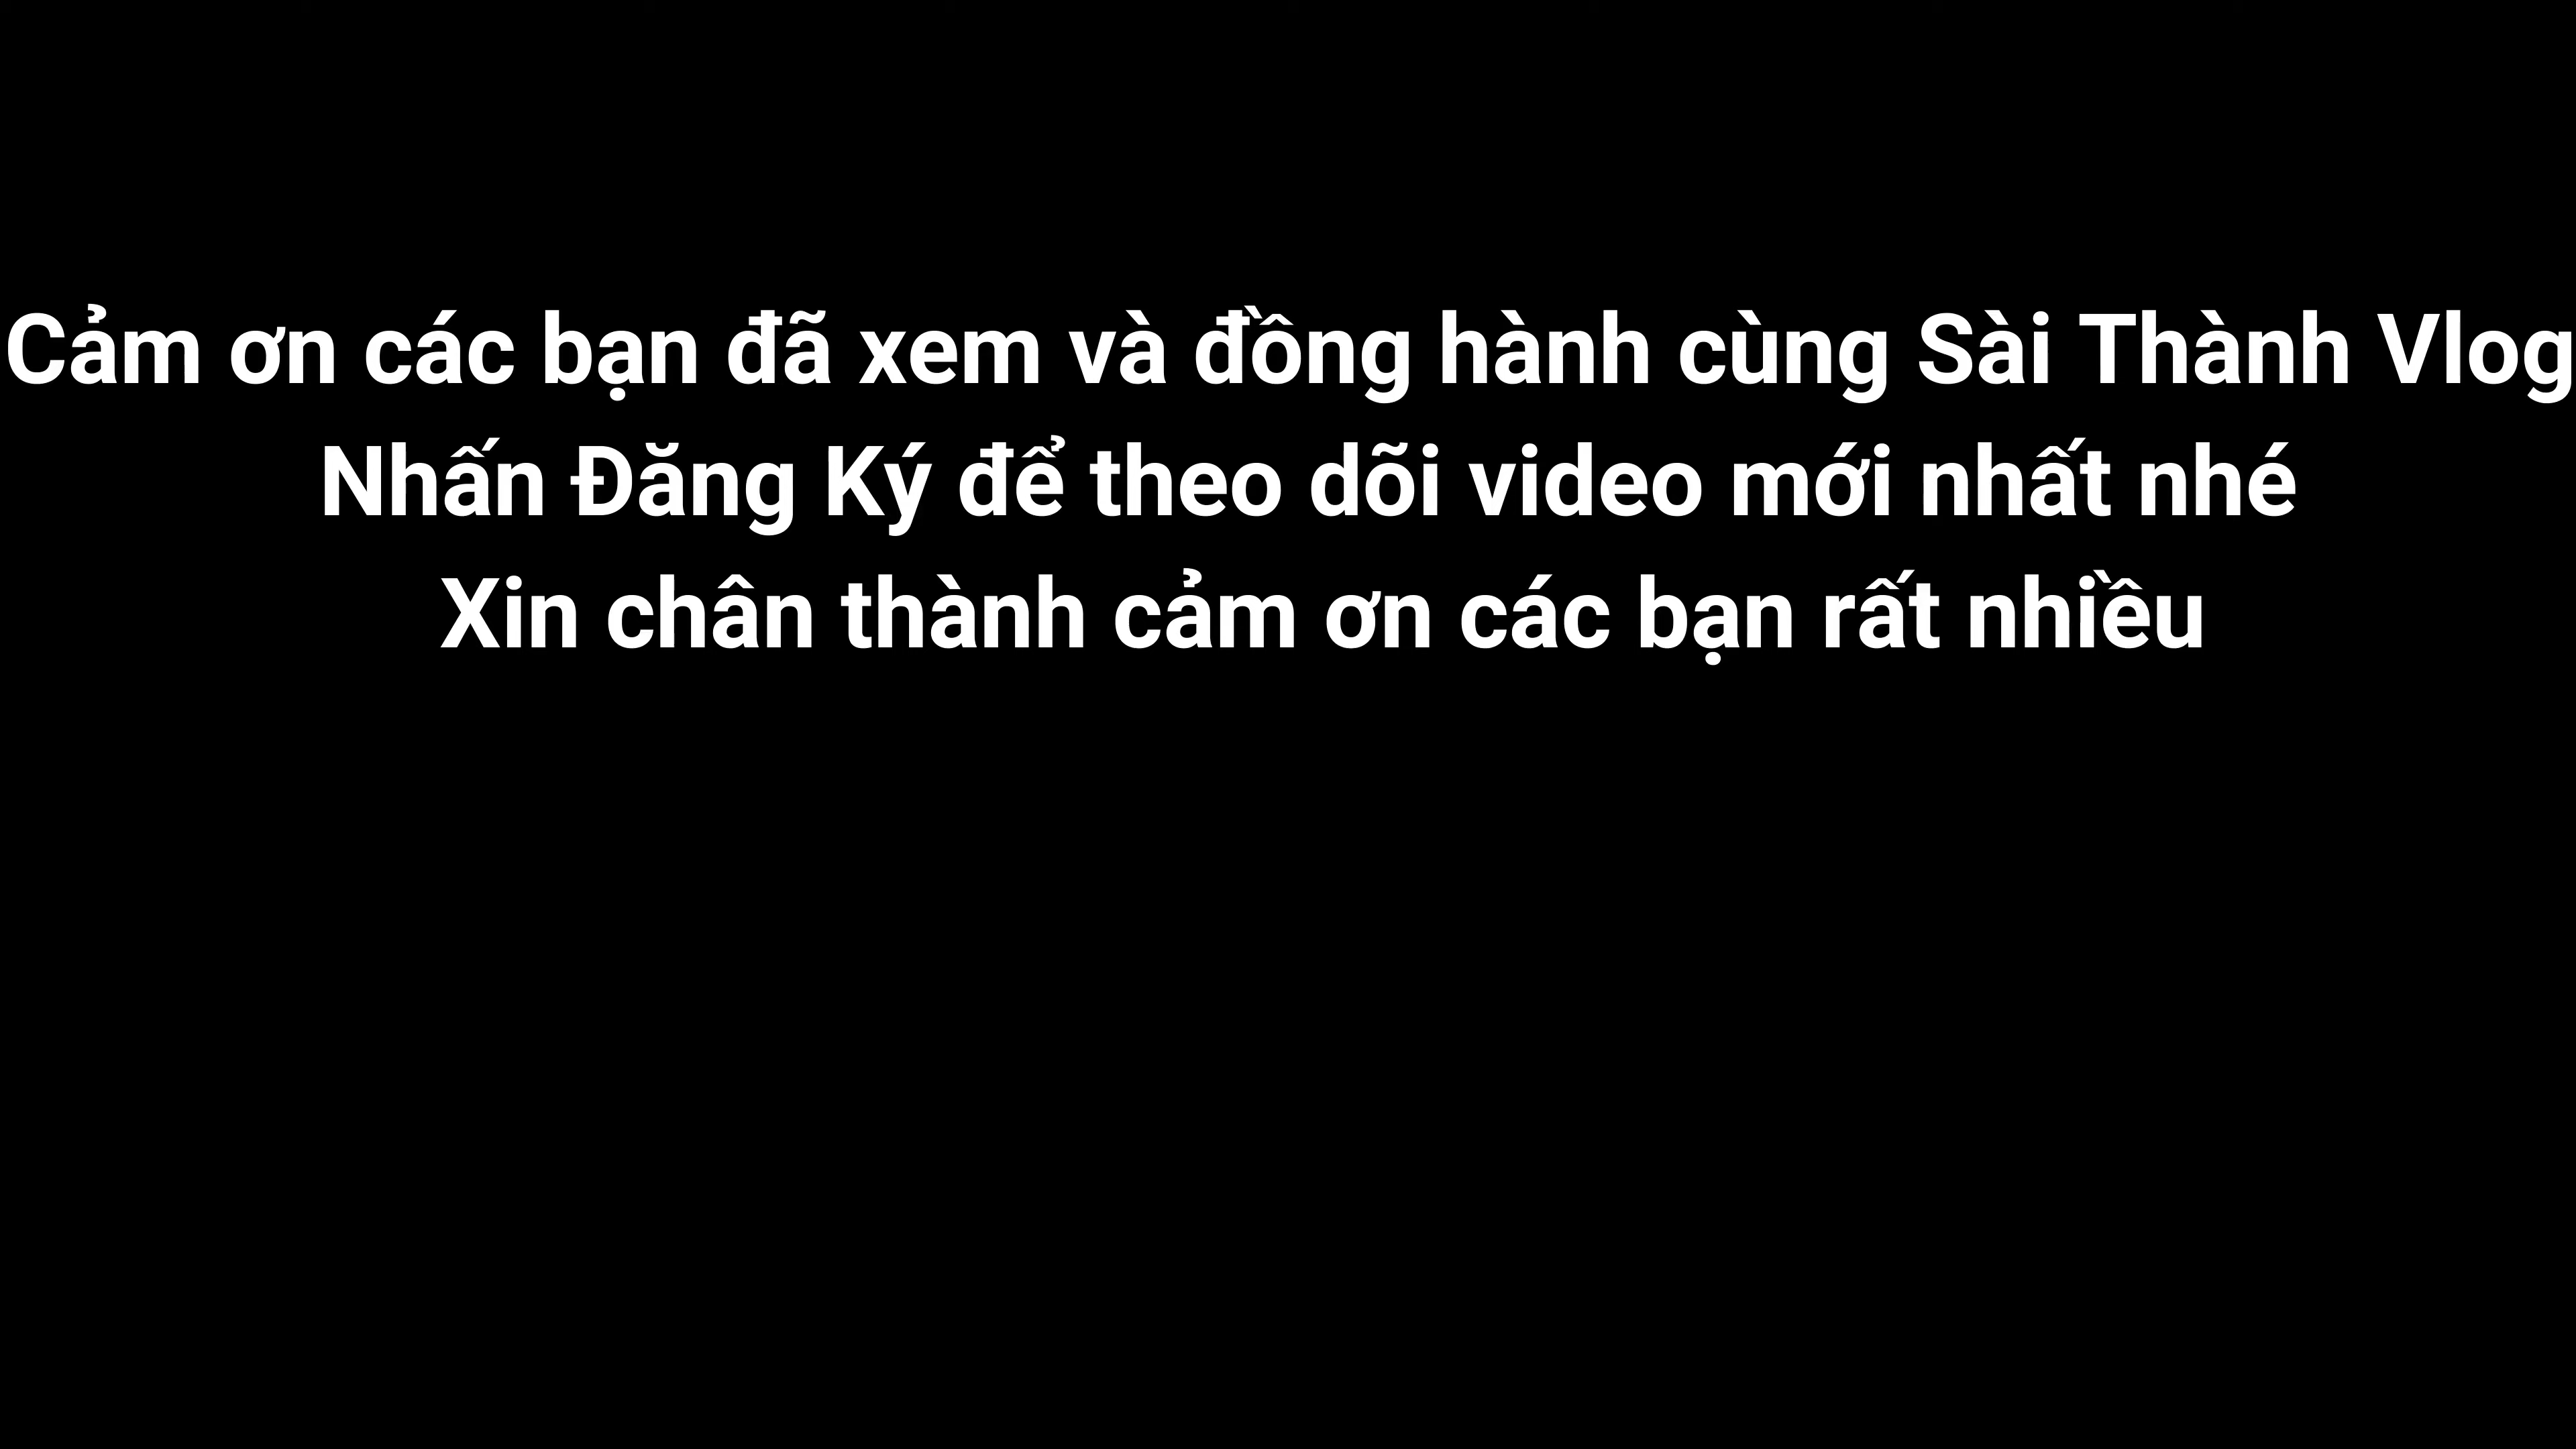 Cảm ơn các bạn đã xem và đồng hành cùng Sài Thành Vlog
Nhấn Đăng Ký để theo dõi video mới nhất nhé
Xin chân thành cảm ơn các bạn rất nhiều